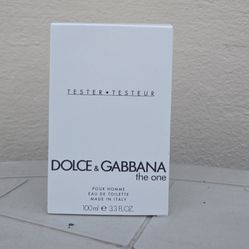 TESTER • TESTEUR
DOLCE & GABBANA
the one
POUR HOMME
EAU DE TOILETTE
MADE IN ITALY
100ml e 3.3 FL.OZ.